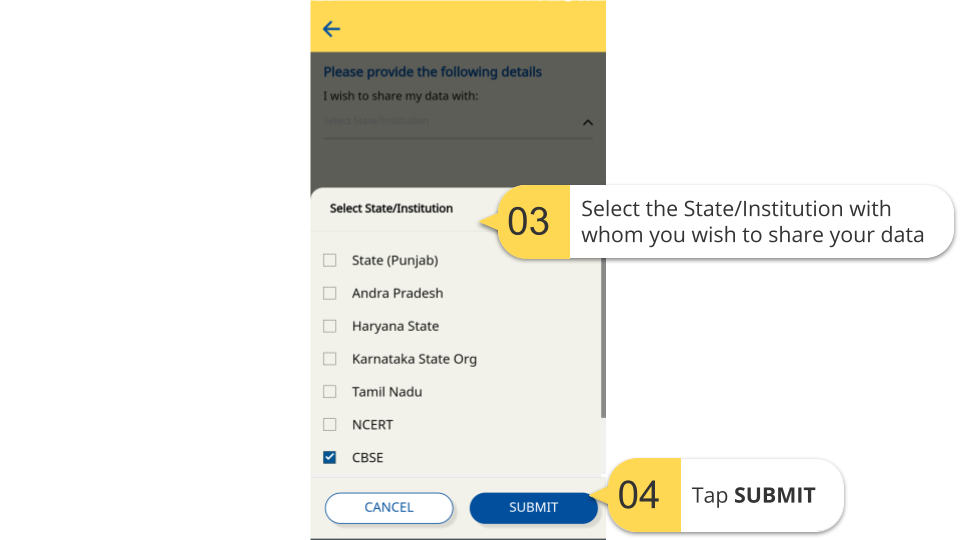 Please provide the following details
I wish to share my data with:
Select State/Institution
Select State/Institution
03
Select the State/Institution with
whom you wish to share your data
State (Punjab)
Andra Pradesh
Haryana State
Karnataka State Org
Tamil Nadu
NCERT
CBSE
CANCEL
SUBMIT
04
Tap SUBMIT